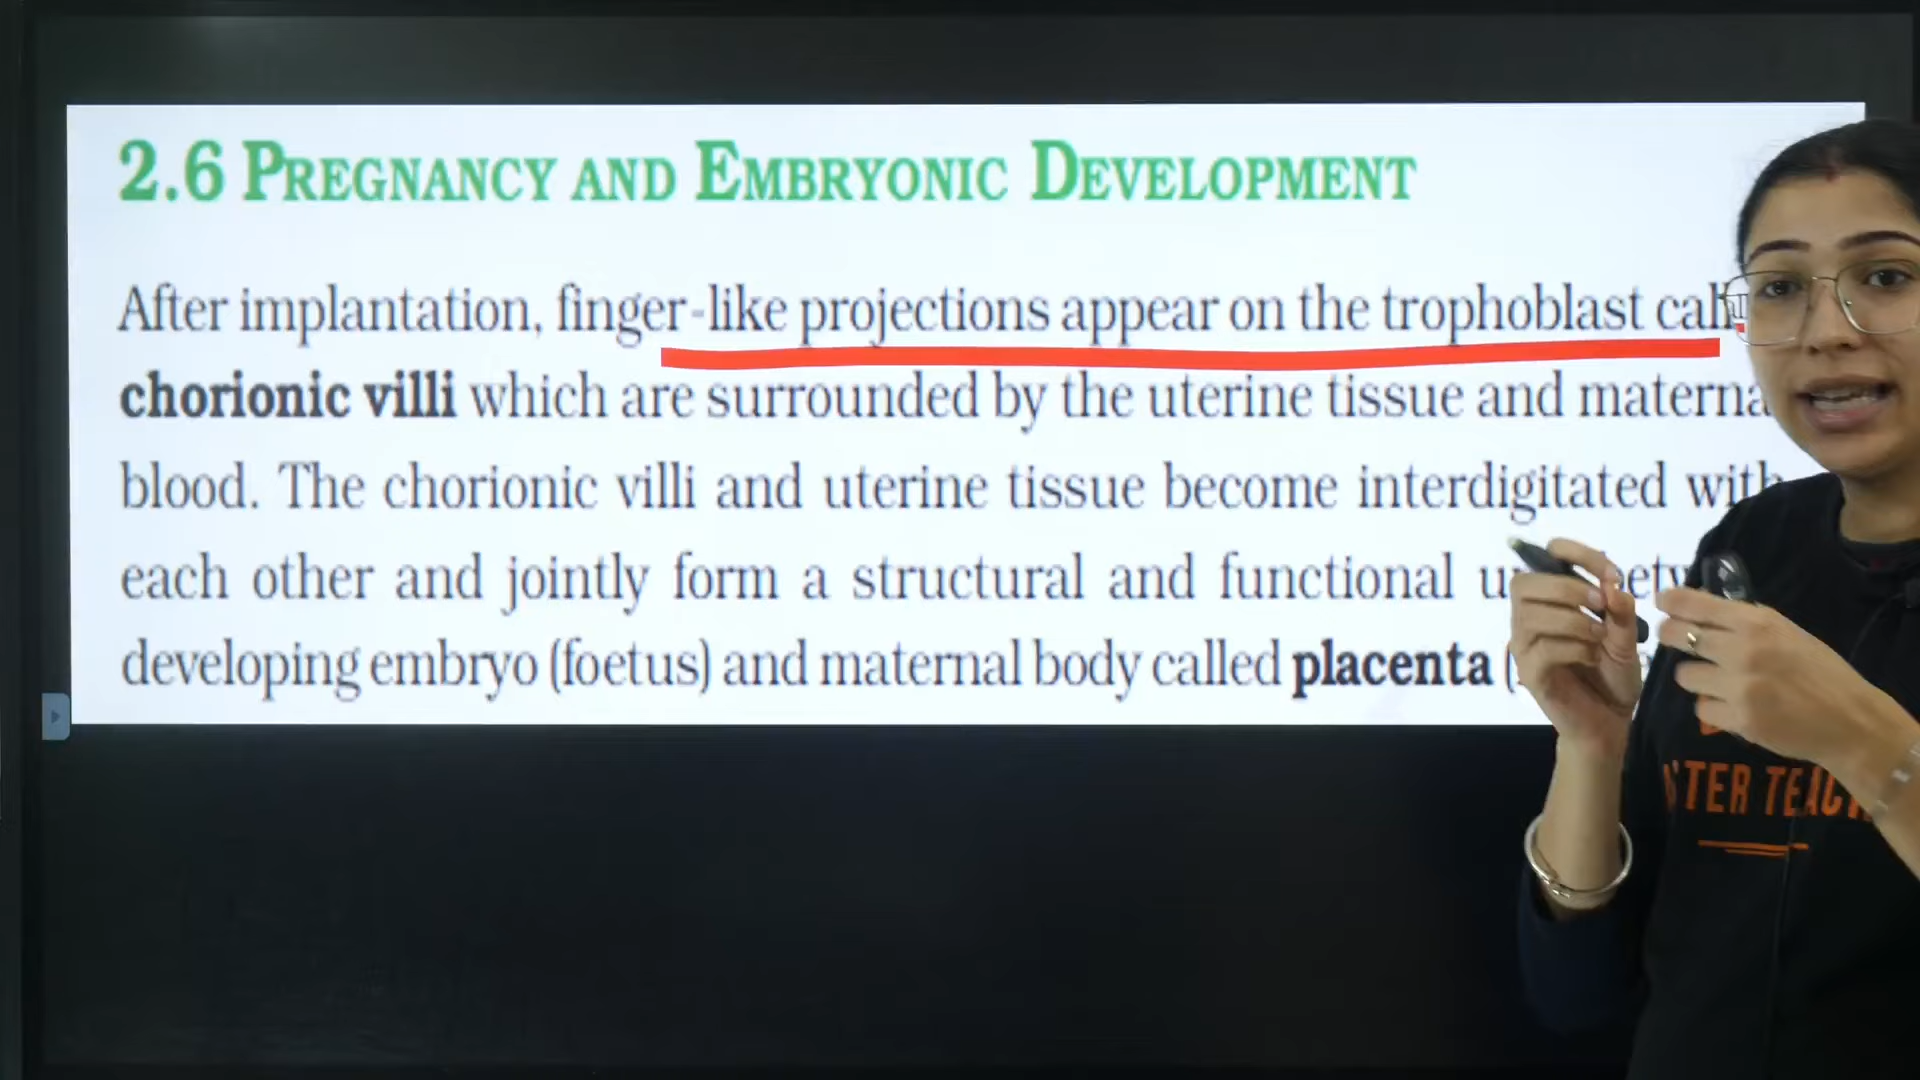 2.6 PREGNANCY AND EMBRYONIC DEVELOPMENT
After implantation, finger-like projections appear on the trophoblast
chorionic villi which are surrounded by the uterine tissue and
blood. The chorionic villi and uterine tissue become interdigitated with
each other and jointly form a structural and functional
developing embryo (foetus) and maternal body called placenta (
TER TEAC